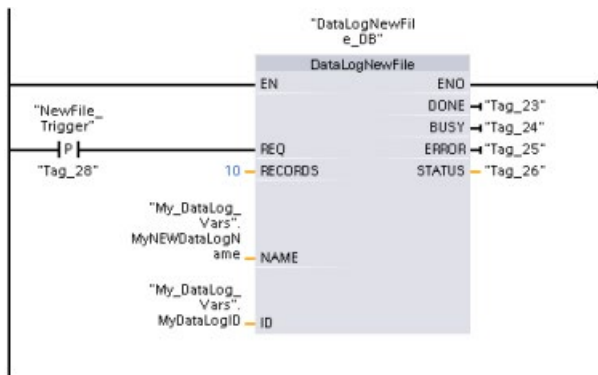 "DataLogNewFil
e_DB"
DataLogNewFile
EN
ENO
DONE
"Tag_23"
"NewFile_
Trigger"
BUSY
"Tag_24"
P
REQ
ERROR
"Tag_25"
"Tag_28"
10
RECORDS
STATUS
"Tag_26"
"My_DataLog_
Vars".
MyNEWDataLogN
ame
NAME
"My_DataLog_
Vars".
MyDataLogID
ID